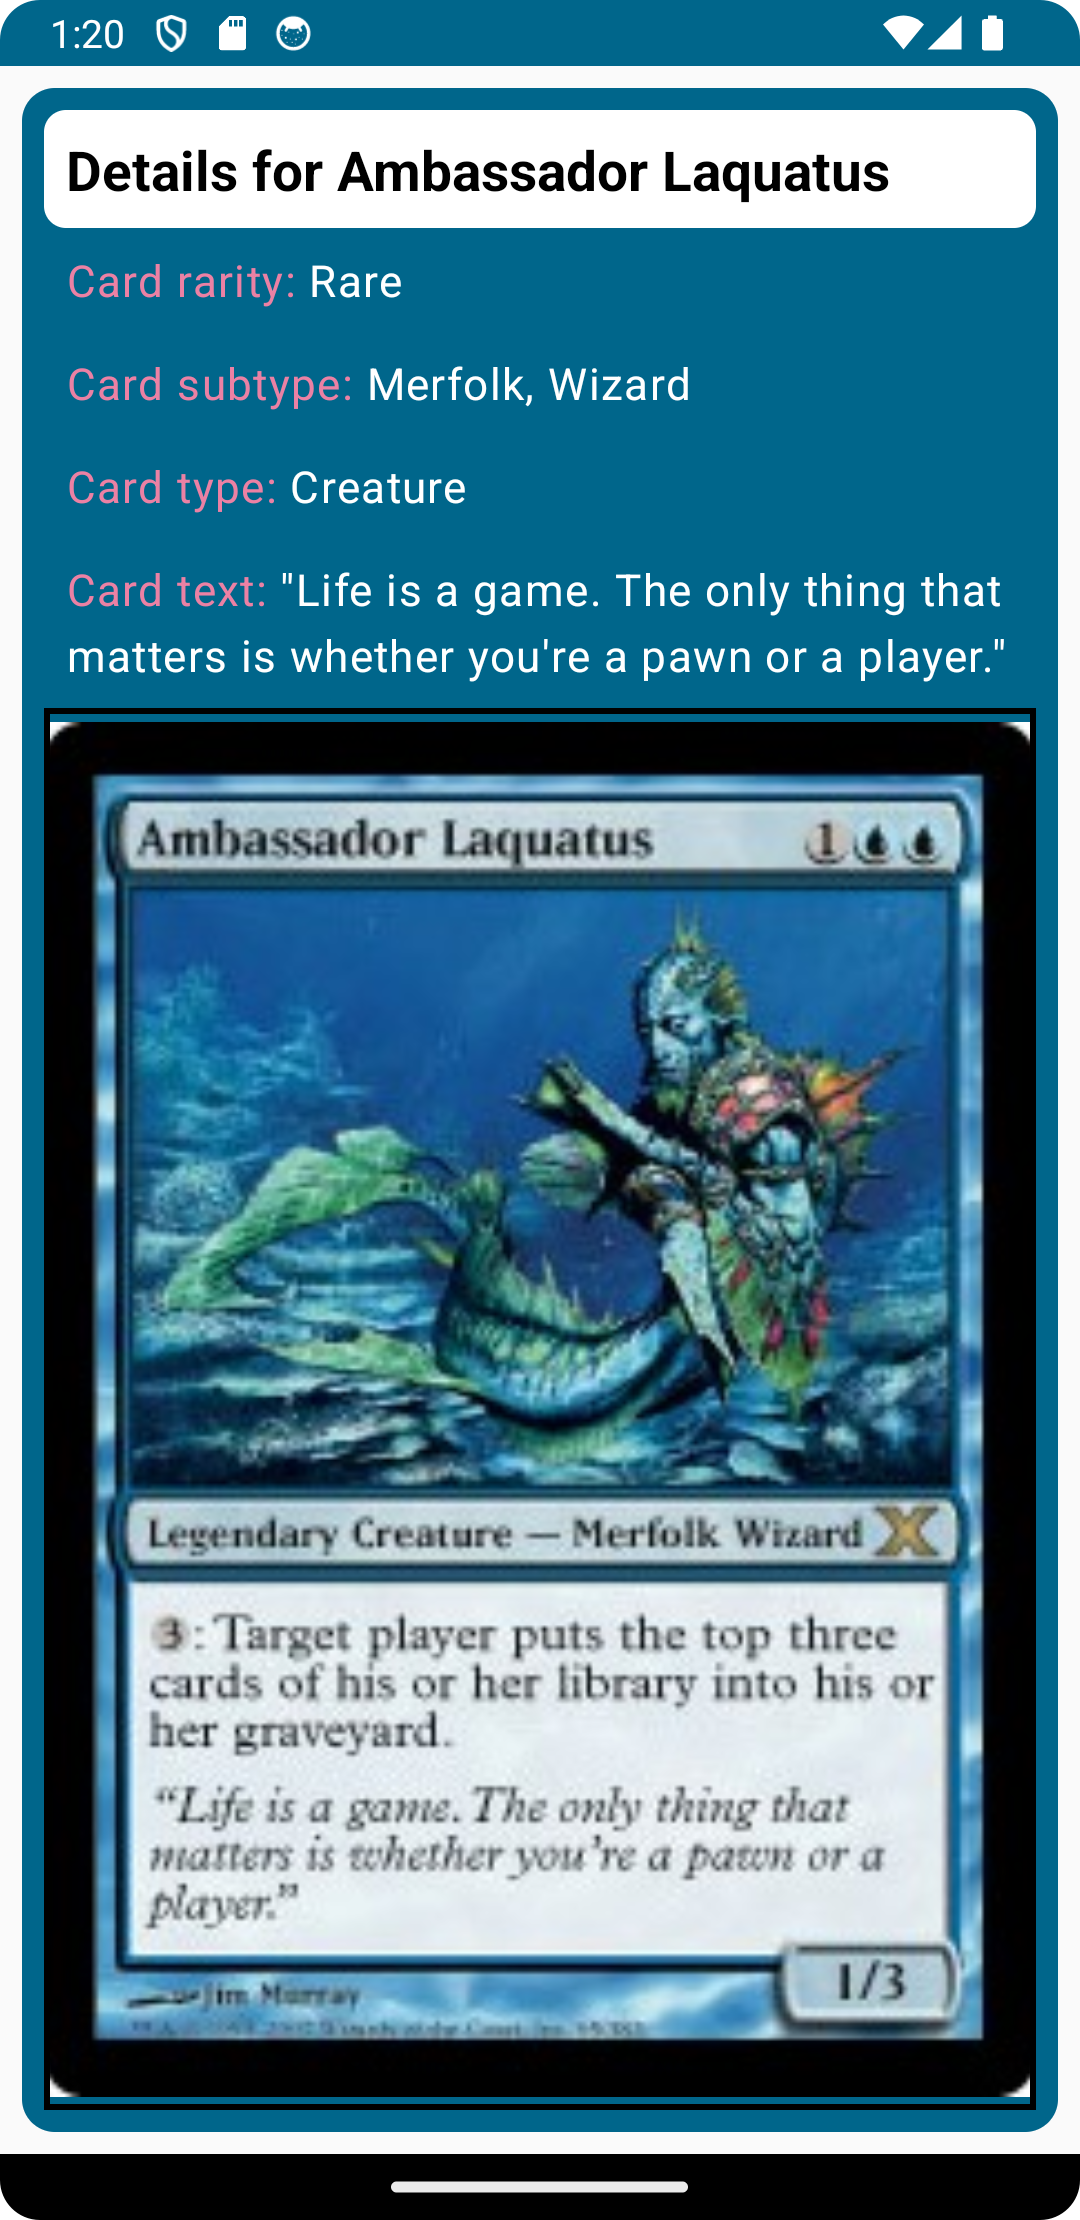 1:20
Details for Ambassador Laquatus
Card rarity: Rare
Card subtype: Merfolk, Wizard
Card type: Creature
Card text: "Life is a game. The only thing that
matters is whether you're a pawn or a player."
Ambassador Laquatus 1
Legendary Creature — Merfolk Wizard X
3: Target player puts the top three
cards of his or her library into his or
her graveyard.
“Life is a game. The only thing that
matters is whether you’re a pawn or a
player.”
1/3
Jim Murray